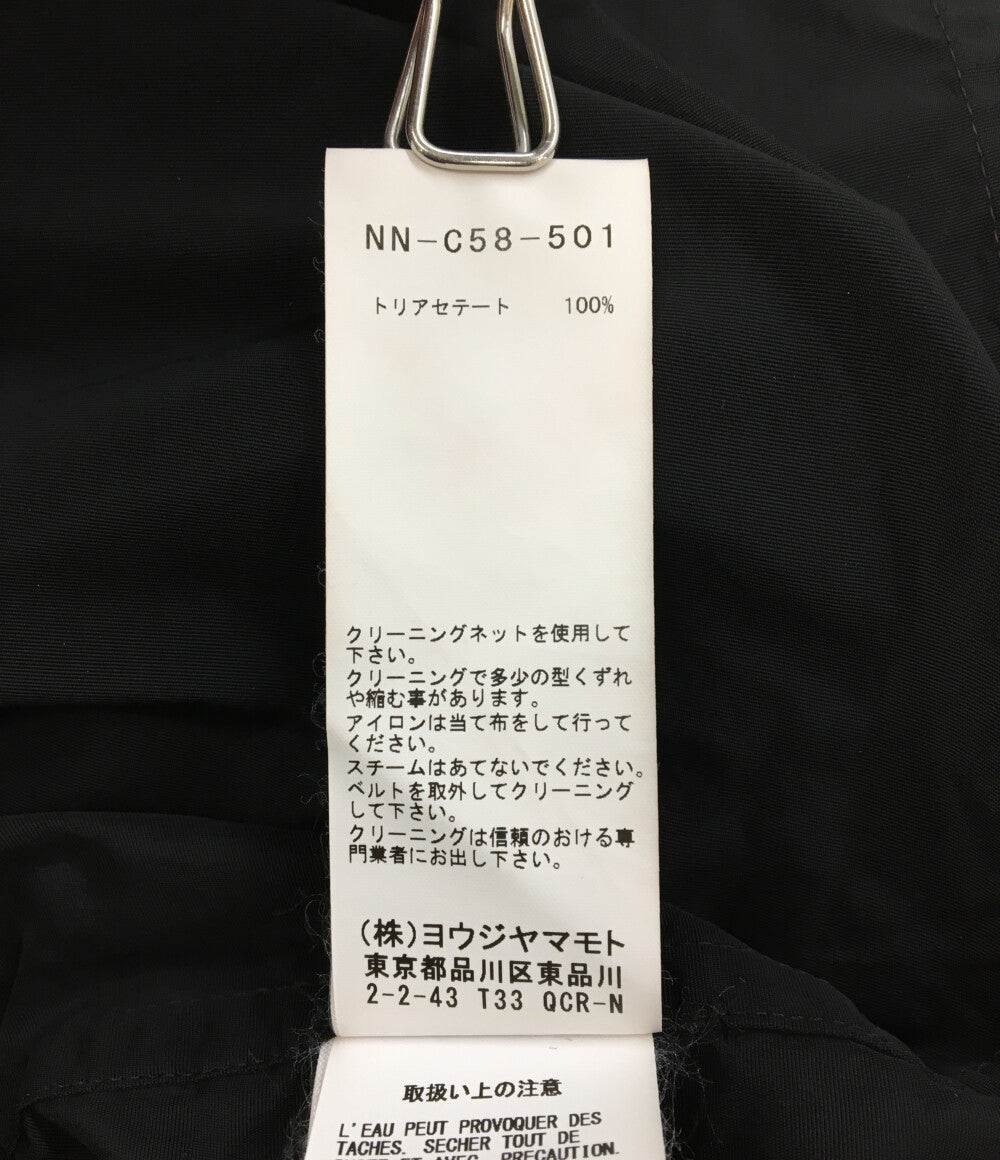 NN-C58-501
トリアセテート 100%
クリーニングネットを使用して
下さい。
クリーニングで多少の型くずれ
や縮む事があります。
アイロンは当て布をして行って
ください。
スチームはあてないでください。
ベルトを取外してクリーニング
して下さい。
クリーニングは信頼のおける専
門業者にお出し下さい。
(株)ヨウジヤマモト
東京都品川区東品川
2-2-43 T33 QCR-N
取扱い上の注意
L'EAU PEUT PROVOQUER DES
TACHES. SECHER TOUT DE
ET AVEC PRECAUTION.